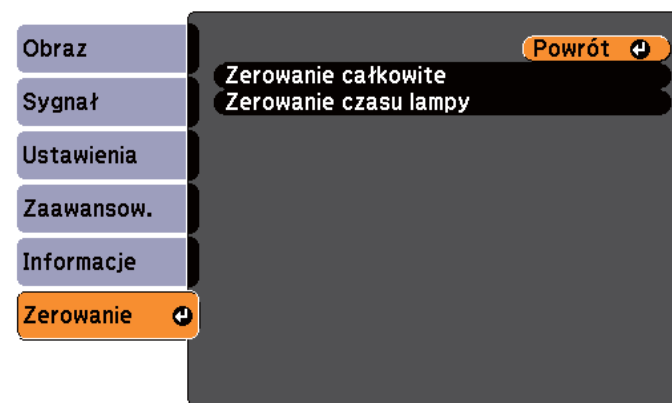 Obraz
Sygnał
Ustawienia
Zaawansow.
Informacje
Zerowanie
Powrót
Zerowanie całkowite
Zerowanie czasu lampy